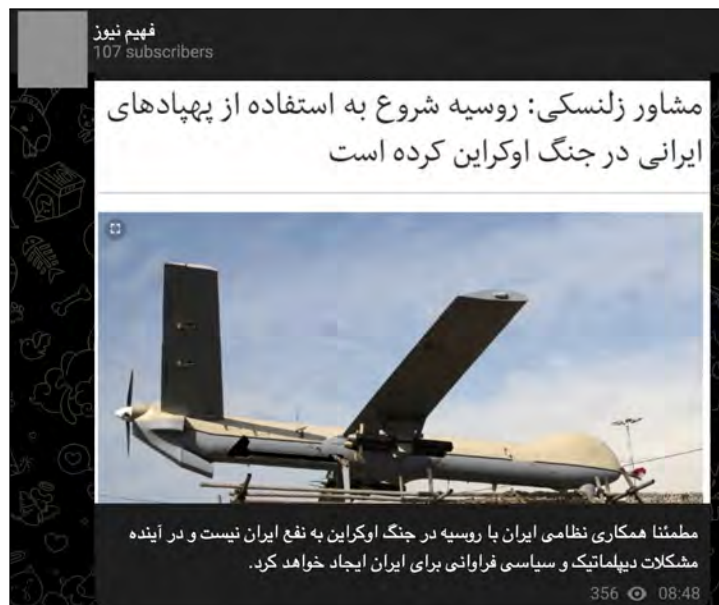 فهیم نیوز
107 subscribers
مشاور زلنسکی: روسیه شروع به استفاده از پهپادهای
ایرانی در جنگ اوکراین کرده است
مطمئنا همکاری نظامی ایران با روسیه در جنگ اوکراین به نفع ایران نیست و در آینده
مشکلات دیپلماتیک و سیاسی فراوانی برای ایران ایجاد خواهد کرد.
356 08:48